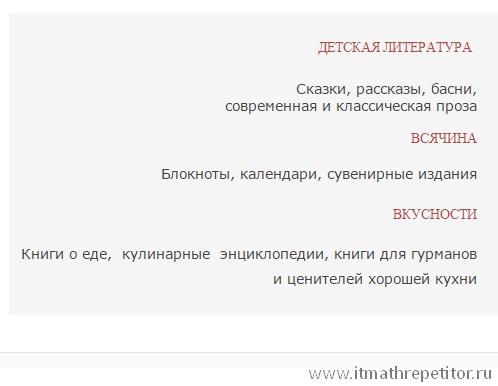 ДЕТСКАЯ ЛИТЕРАТУРА
Сказки, рассказы, басни,
современная и классическая проза
ВСЯЧИНА
Блокноты, календари, сувенирные издания
ВКУСНОСТИ
Книги о еде, кулинарные энциклопедии, книги для гурманов
и ценителей хорошей кухни
www.itmathrepetitor.ru